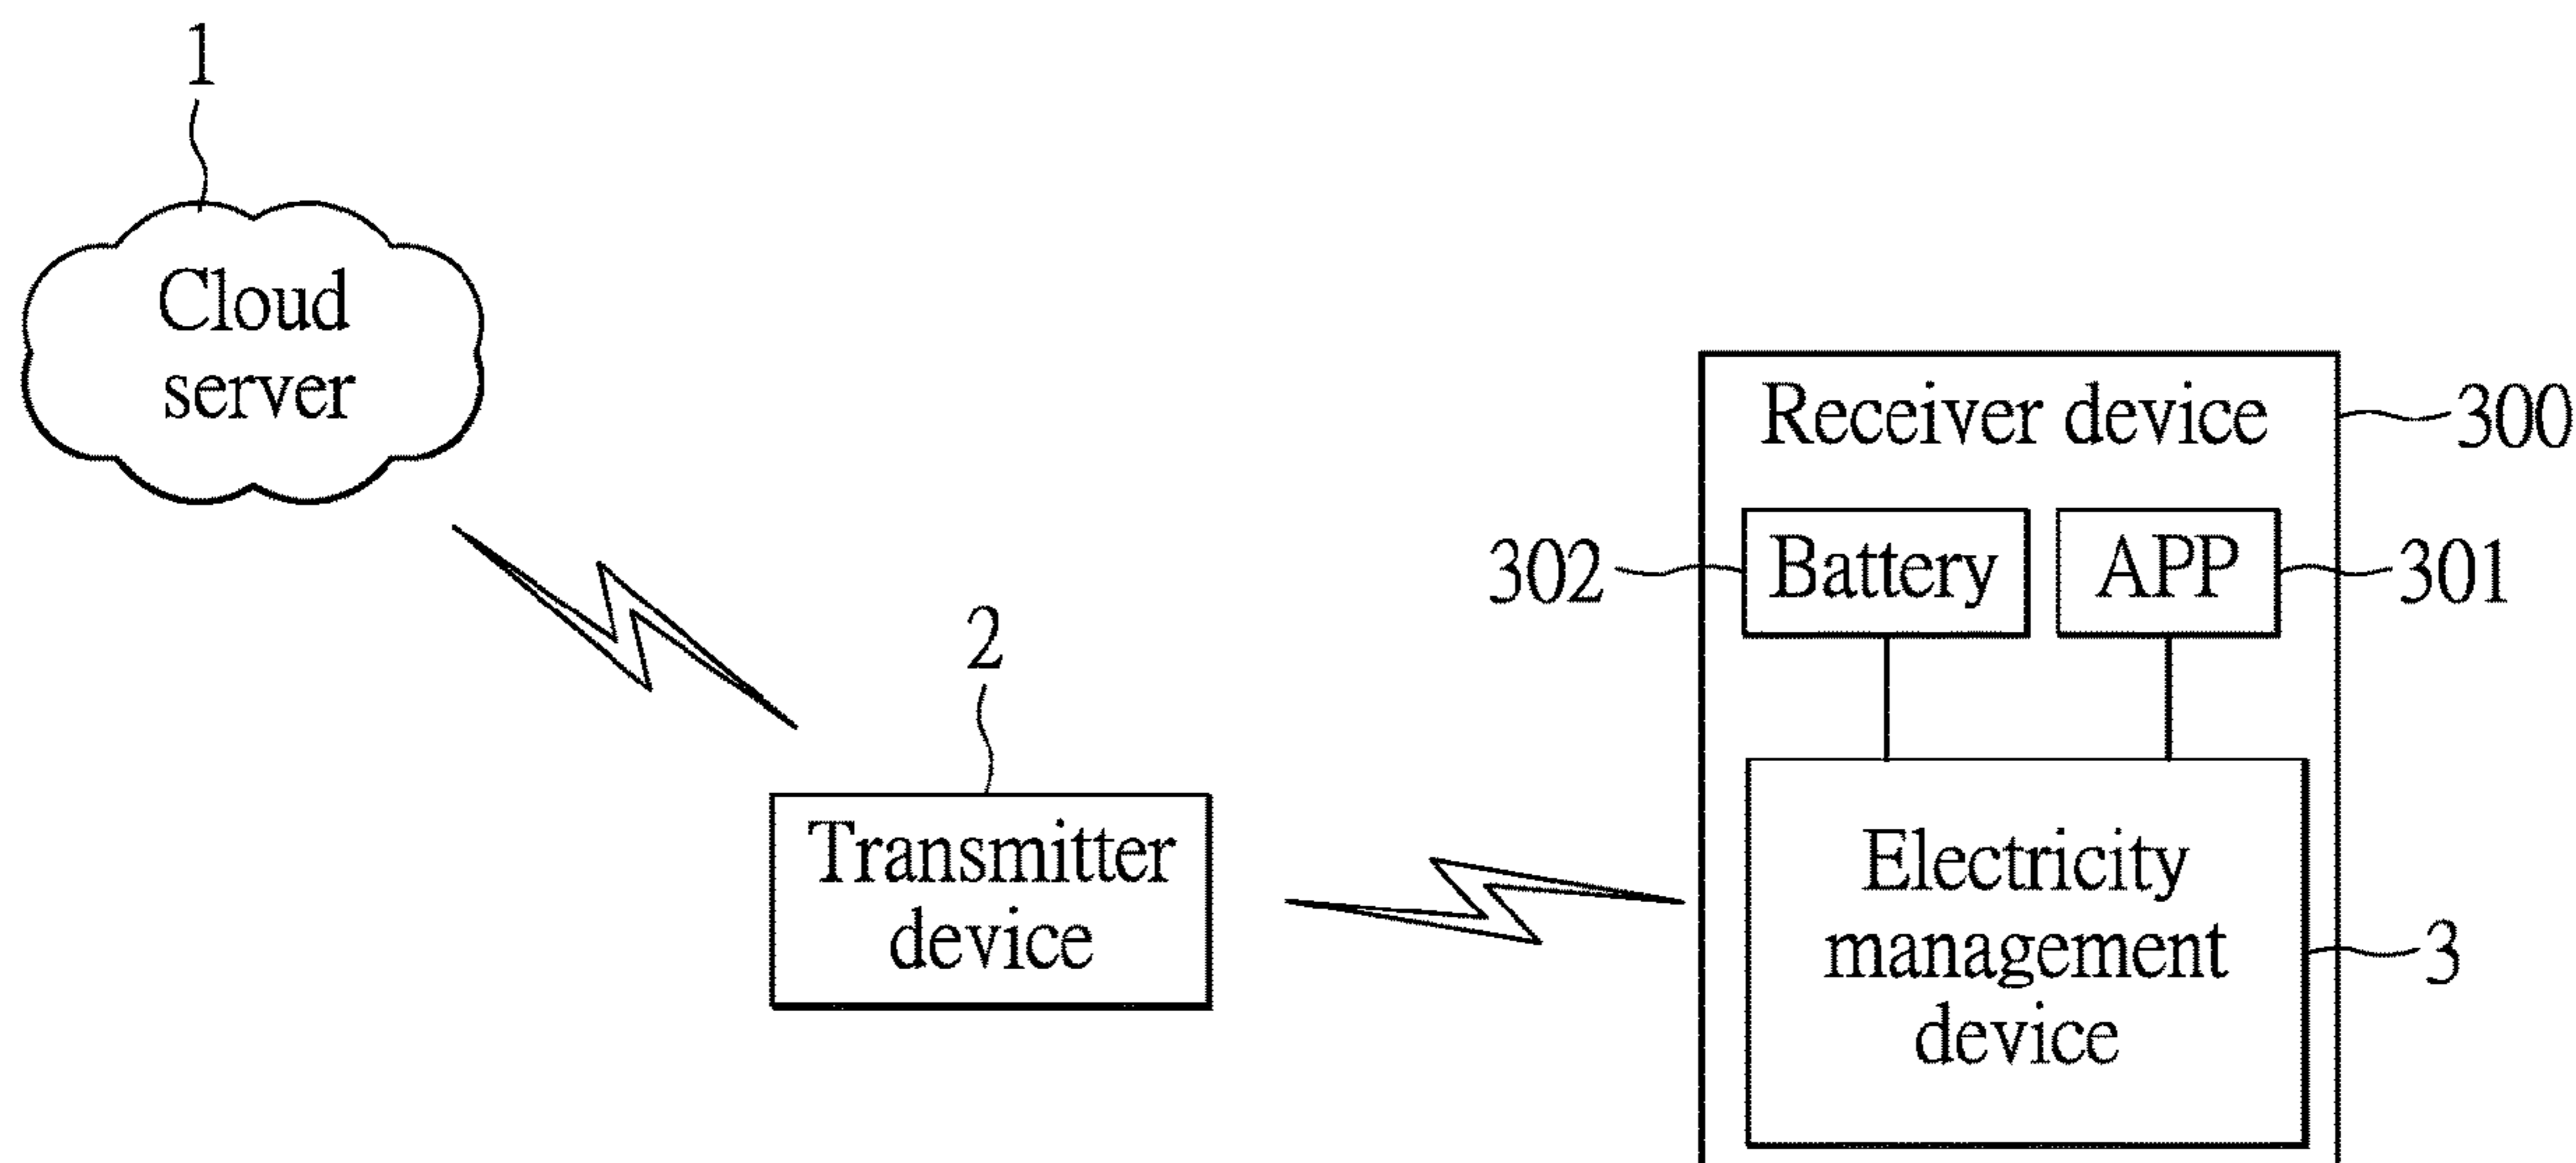 1
Cloud
server
Receiver device
300
302
Battery
APP
301
2
Transmitter
device
Electricity
management
device
3